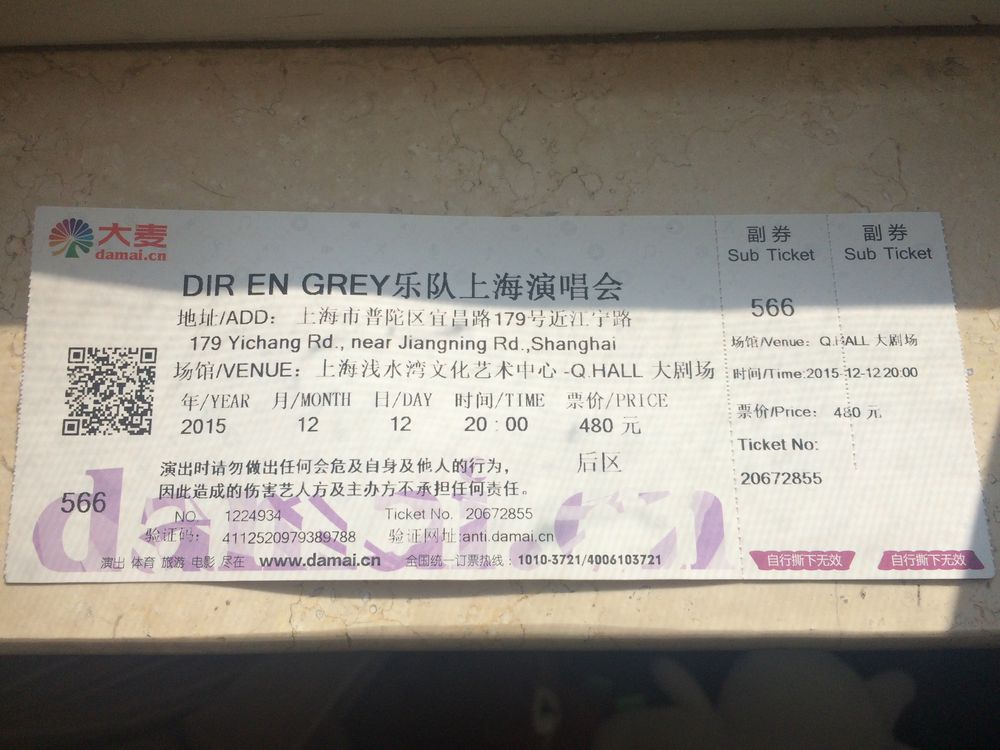 大麦
damai.cn
DIR EN GREY乐队上海演唱会
地址/ADD： 上海市普陀区宜昌路179号近江宁路
179 Yichang Rd., near Jiangning Rd.,Shanghai
场馆/VENUE：上海浅水湾文化艺术中心 -Q.HALL 大剧场
年/YEAR 月/MONTH 日/DAY 时间/TIME 票价/PRICE
2015 12 12 20：00 480 元
演出时请勿做出任何会危及自身及他人的行为，
后区
因此造成的伤害艺人方及主办方不承担任何责任。
566
NO. 1224934 Ticket No. 20672855
验证码： 4112520979389788 验证网址:anti.damai.cn
演出 体育 旅游 电影 尽在 www.damai.cn 全国统一订票热线：1010-3721/4006103721
damai.cn
副券
Sub Ticket
副券
Sub Ticket
566
场馆/Venue： Q.HALL 大剧场
时间/Time:2015-12-12 20:00
票价/Price： 480 元
Ticket No:
20672855
自行撕下无效
自行撕下无效